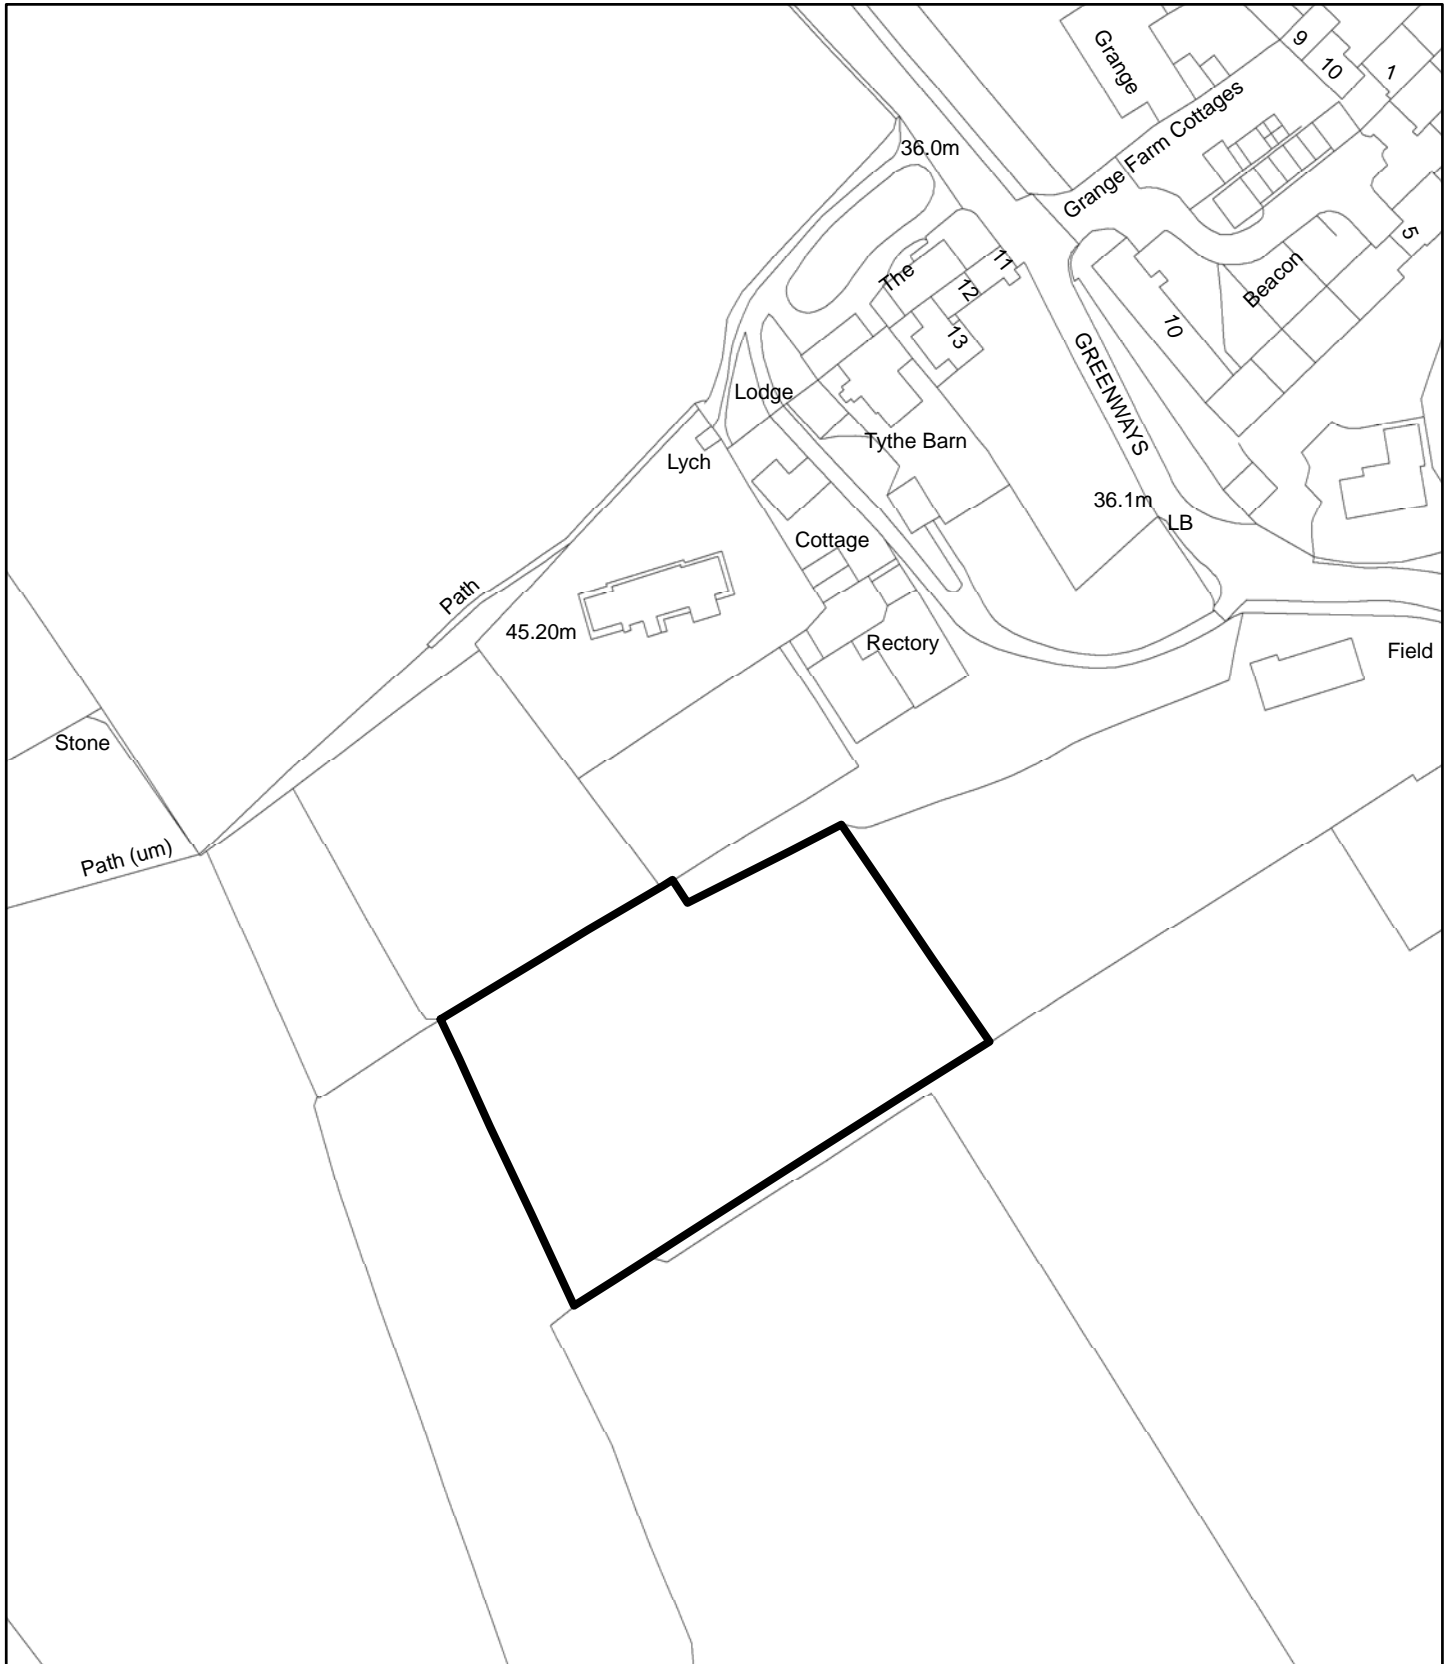 Grange
9
10
1
Grange Farm Cottages
36.0m
5
The
11
12
13
Beacon
10
GREENWAYS
Lodge
Tythe Barn
Lych
36.1m
LB
Cottage
Path
45.20m
Rectory
Field
Stone
Path (um)